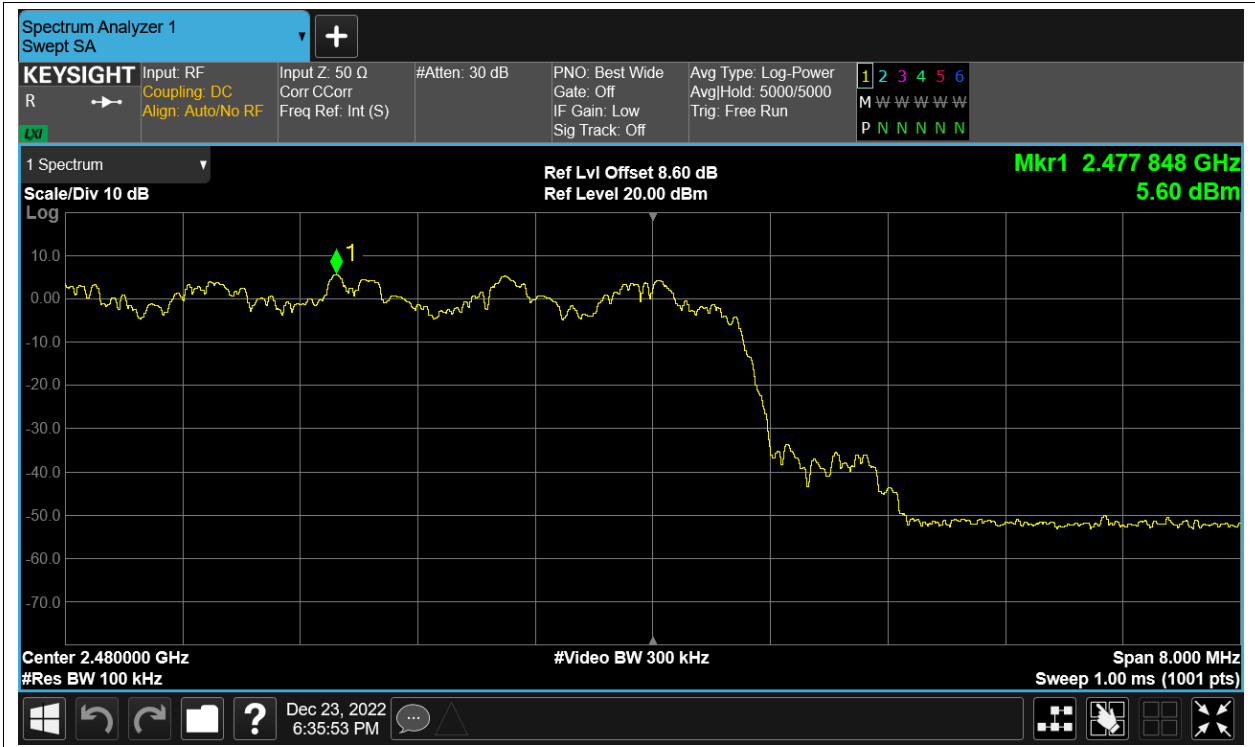 Spectrum Analyzer 1
Swept SA
KEYSIGHT Input: RF Input Z: 50 Ω #Atten: 30 dB PNO: Best Wide Avg Type: Log-Power 1 2 3 4 5 6
R Coupling: DC Corr CCorr Gate: Off Avg|Hold: 5000/5000 M W W W W W
Align: Auto/No RF Freq Ref: Int (S) IF Gain: Low Trig: Free Run
LXI Sig Track: Off P N N N N N
1 Spectrum Ref Lvl Offset 8.60 dB Mkr1 2.477 848 GHz
Scale/Div 10 dB Ref Level 20.00 dBm 5.60 dBm
Log
1
10.0
0.00
-10.0
-20.0
-30.0
-40.0
-50.0
-60.0
-70.0
Center 2.480000 GHz #Video BW 300 kHz Span 8.000 MHz
#Res BW 100 kHz Sweep 1.00 ms (1001 pts)
? Dec 23, 2022
6:35:53 PM